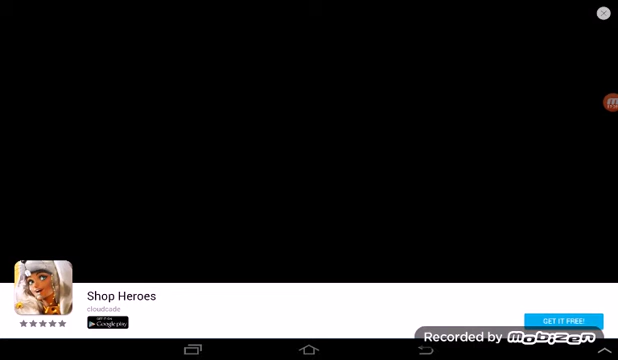 Shop Heroes
cloudcade
GET IT ON
Google play
GET IT FREE!
Recorded by mobizen